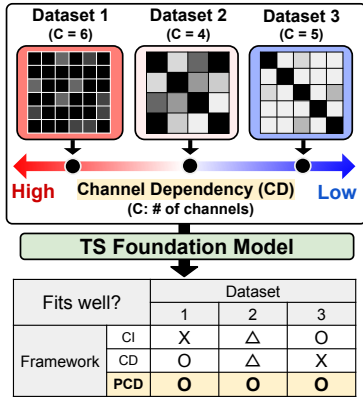 Dataset 1 Dataset 2 Dataset 3
(C = 6) (C = 4) (C = 5)
High Channel Dependency (CD) Low
(C: # of channels)
TS Foundation Model
Fits well? Dataset
1 2 3
Framework CI X △ O
CD O △ X
PCD O O O